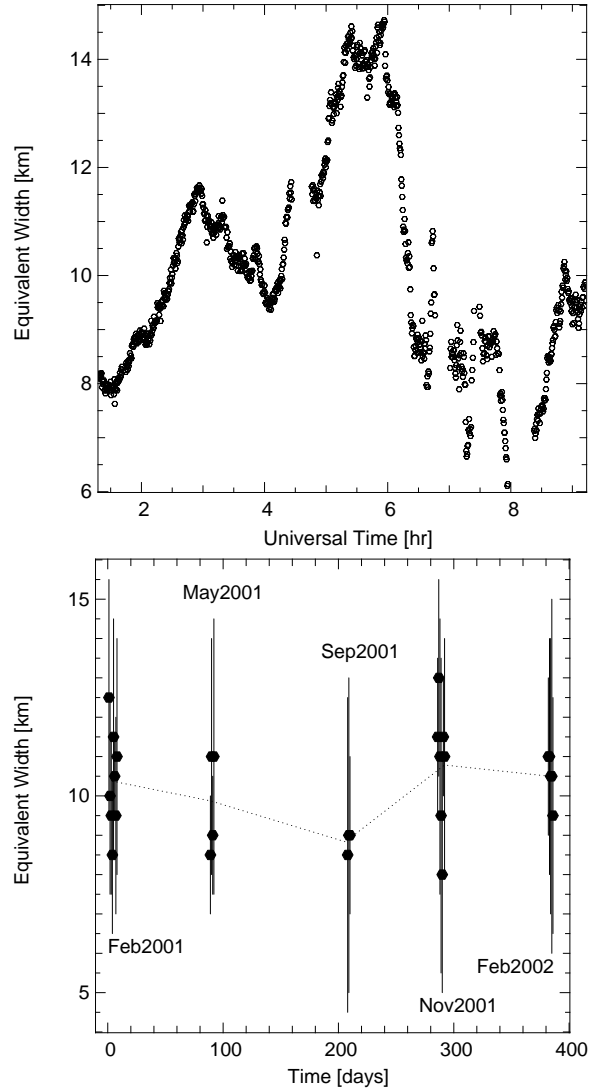 14
12
10
8
6
Equivalent Width [km]
2
4
6
8
Universal Time [hr]
15
10
5
Equivalent Width [km]
May2001
Sep2001
Feb2001
Feb2002
Nov2001
0
100
200
300
400
Time [days]